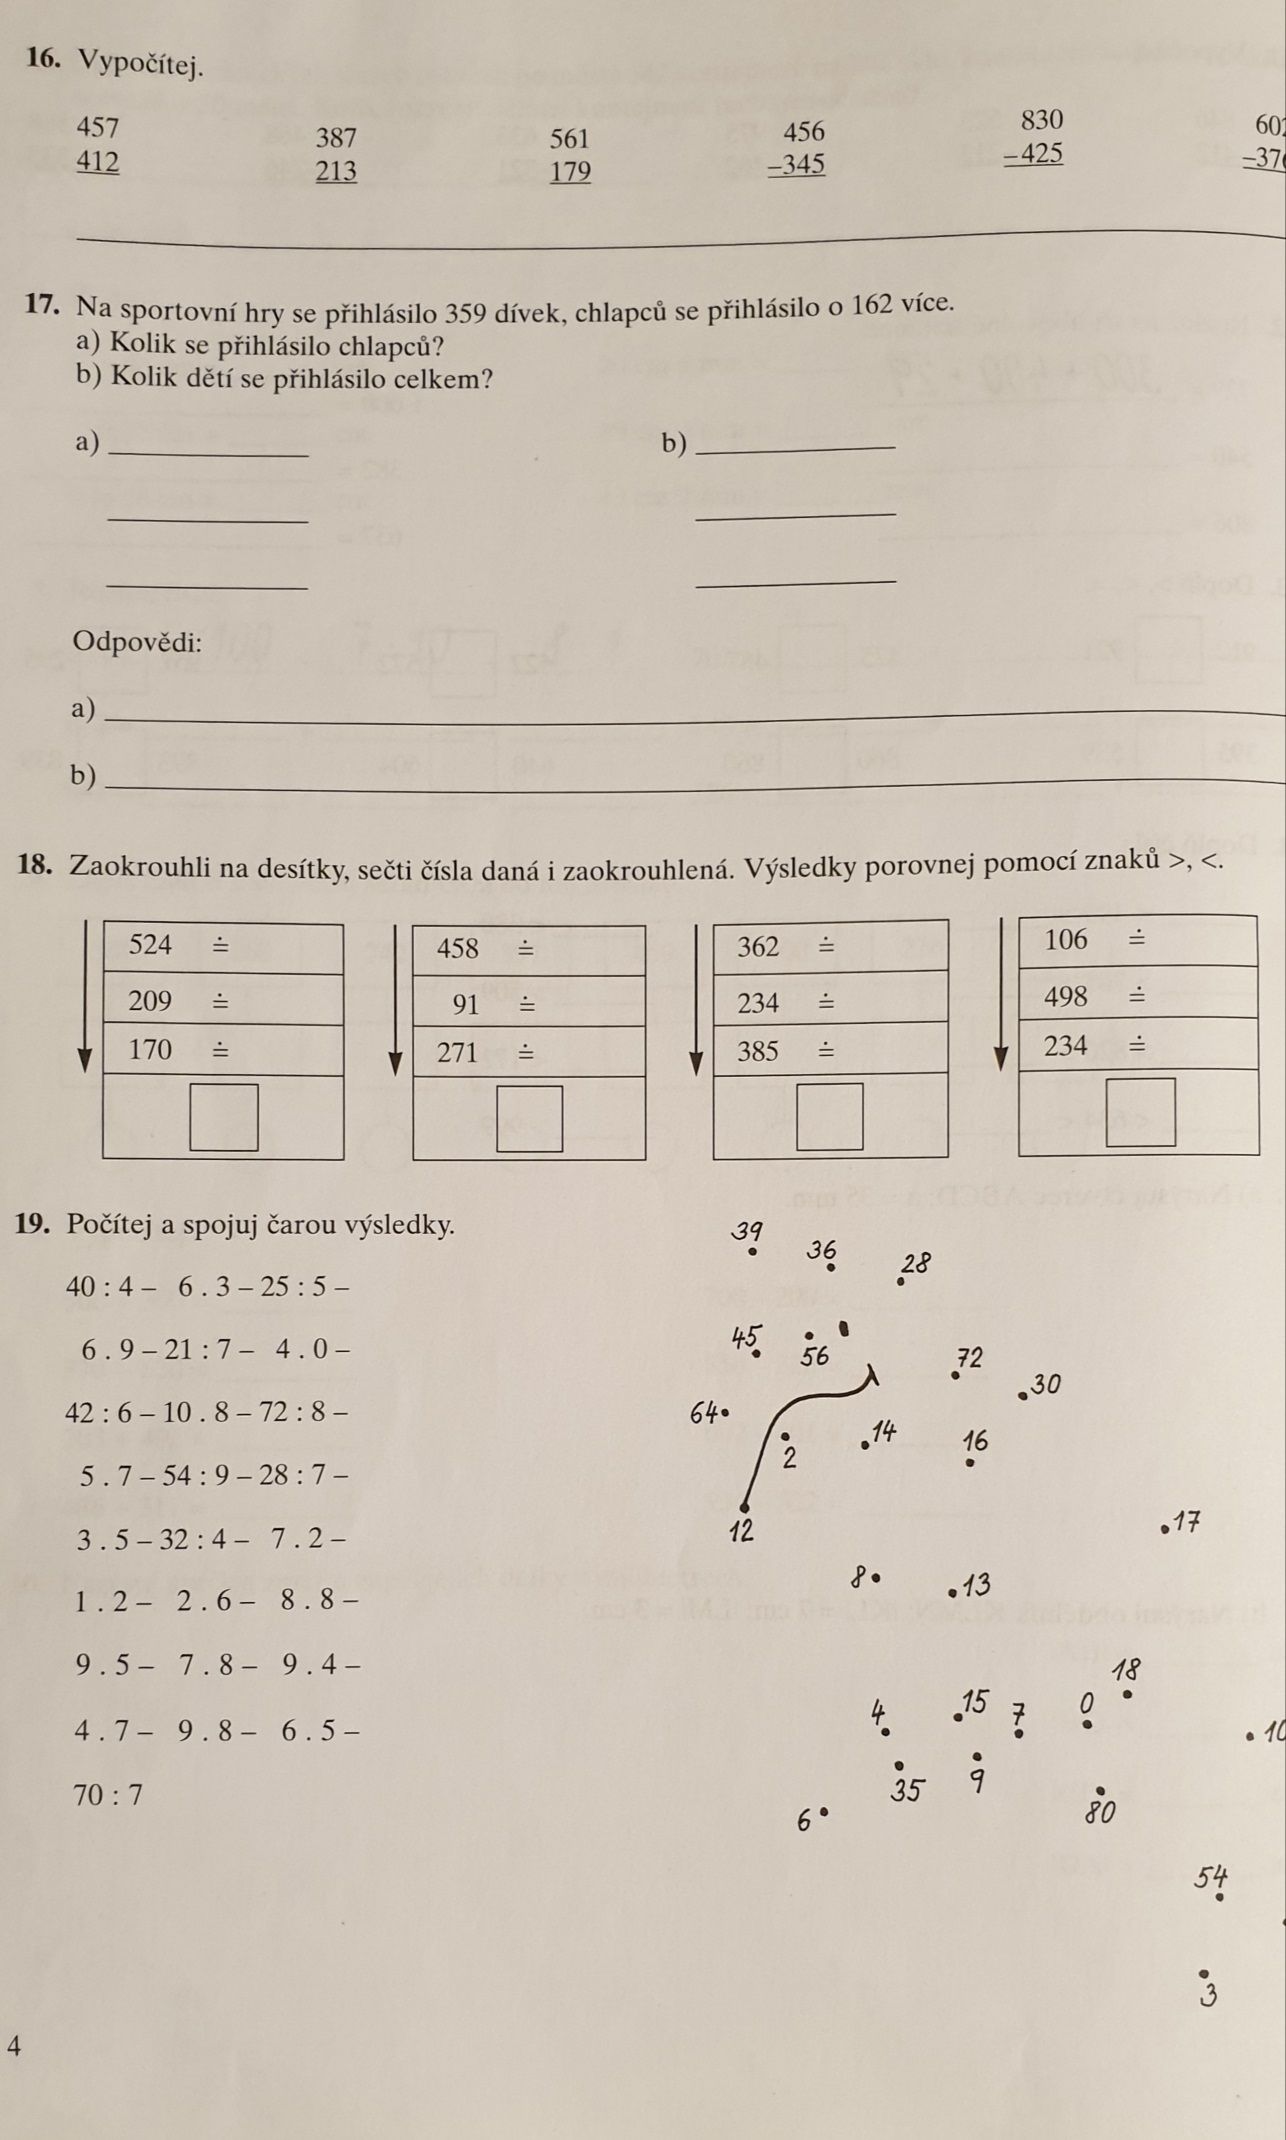 16. Vypočítej.
457 387 561 456 830 60
412 213 179 –345 –425 –37
17. Na sportovní hry se přihlásilo 359 dívek, chlapců se přihlásilo o 162 více.
a) Kolik se přihlásilo chlapců?
b) Kolik dětí se přihlásilo celkem?
a) b)
Odpovědi:
a)
b)
18. Zaokrouhli na desítky, sečti čísla daná i zaokrouhlená. Výsledky porovnej pomocí znaků >, <.
524 ≐ 458 ≐ 362 ≐ 106 ≐
209 ≐ 91 ≐ 234 ≐ 498 ≐
170 ≐ 271 ≐ 385 ≐ 234 ≐
19. Počítej a spojuj čarou výsledky.
40 : 4 – 6 . 3 – 25 : 5 –
6 . 9 – 21 : 7 – 4 . 0 –
42 : 6 – 10 . 8 – 72 : 8 –
5 . 7 – 54 : 9 – 28 : 7 –
3 . 5 – 32 : 4 – 7 . 2 –
1 . 2 – 2 . 6 – 8 . 8 –
9 . 5 – 7 . 8 – 9 . 4 –
4 . 7 – 9 . 8 – 6 . 5 –
70 : 7
39 36 28
45 56 72 30
64 2 14 16
12 17
8 13
18
4 15 7 0 10
35 9
6 80
54
3
4